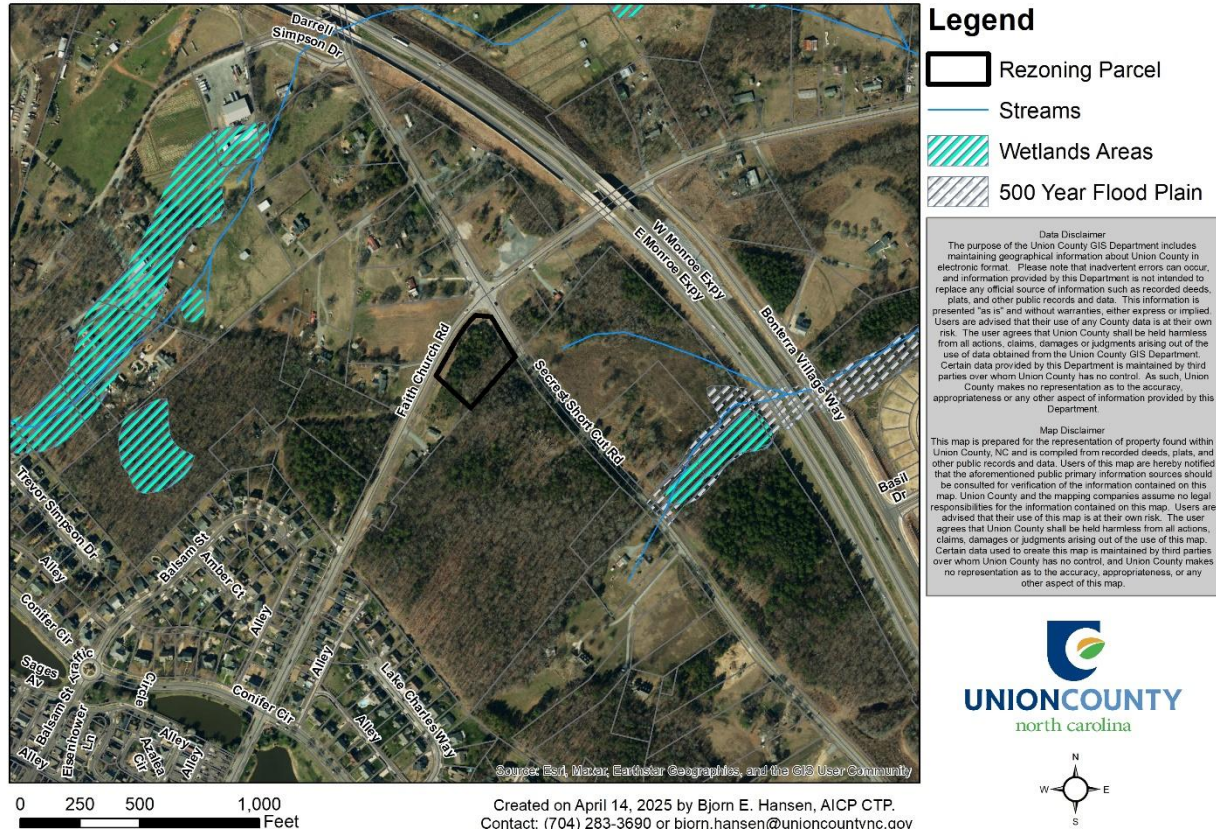 Darrell
Simpson Dr
W Monroe Expy
E Monroe Expy
Bonterra Village Way
Faith Church Rd
Secrest Short Cut Rd
Basil
Dr
Trevor Simpson Dr
Alley
Balsam St
Amber Ct
Alley
Conifer Clr
Alley
Sages
Av
Balsam St
Traffic
Circle
Eisenhower
Ln
Azalea
Clr
Alley
Alley
Alley
Conifer Clr
Alley
Lake Charles Way
Source: Esri, Maxar, Earthstar Geographics, and the GIS User Community
Legend
Rezoning Parcel
Streams
Wetlands Areas
500 Year Flood Plain
Data Disclaimer
The purpose of the Union County GIS Department includes
maintaining geographical information about Union County in
electronic format. Please note that inadvertent errors can occur,
and information provided by this Department is not intended to
replace any official source of information such as recorded deeds,
plats, and other public records and data. This information is
presented "as is" and without warranties, either express or implied.
Users are advised that their use of any County data is at their own
risk. The user agrees that Union County shall be held harmless
from all actions, claims, damages or judgments arising out of the
use of data obtained from the Union County GIS Department.
Certain data provided by this Department is maintained by third
parties over whom Union County has no control. As such, Union
County makes no representation as to the accuracy,
appropriateness or any other aspect of information provided by this
Department.
Map Disclaimer
This map is prepared for the representation of property found within
Union County, NC and is compiled from recorded deeds, plats, and
other public records and data. Users of this map are hereby notified
that the aforementioned public primary information sources should
be consulted for verification of the information contained on this
map. Union County and the mapping companies assume no legal
responsibilities for the information contained on this map. Users are
advised that their use of this map is at their own risk. The user
agrees that Union County shall be held harmless from all actions,
claims, damages or judgments arising out of the use of this map.
Certain data used to create this map is maintained by third parties
over whom Union County has no control, and Union County makes
no representation as to the accuracy, appropriateness, or any
other aspect of this map.
UNIONCOUNTY
north carolina
N
W E
S
0 250 500 1,000
Feet
Created on April 14, 2025 by Bjorn E. Hansen, AICP CTP.
Contact: (704) 283-3690 or bjorn.hansen@unioncountync.gov